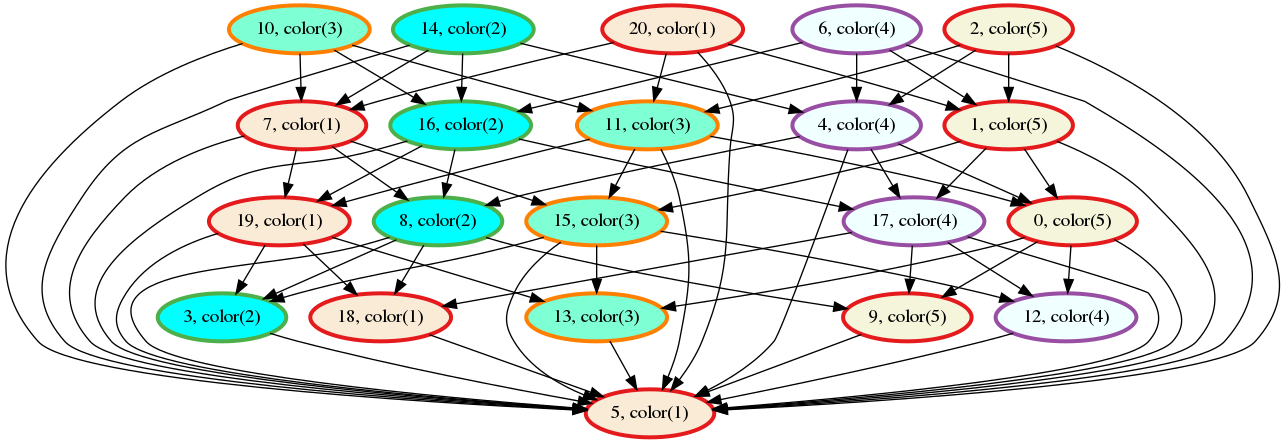 10, color(3)
14, color(2)
20, color(1)
6, color(4)
2, color(5)
7, color(1)
16, color(2)
11, color(3)
4, color(4)
1, color(5)
19, color(1)
8, color(2)
15, color(3)
17, color(4)
0, color(5)
3, color(2)
18, color(1)
13, color(3)
9, color(5)
12, color(4)
5, color(1)